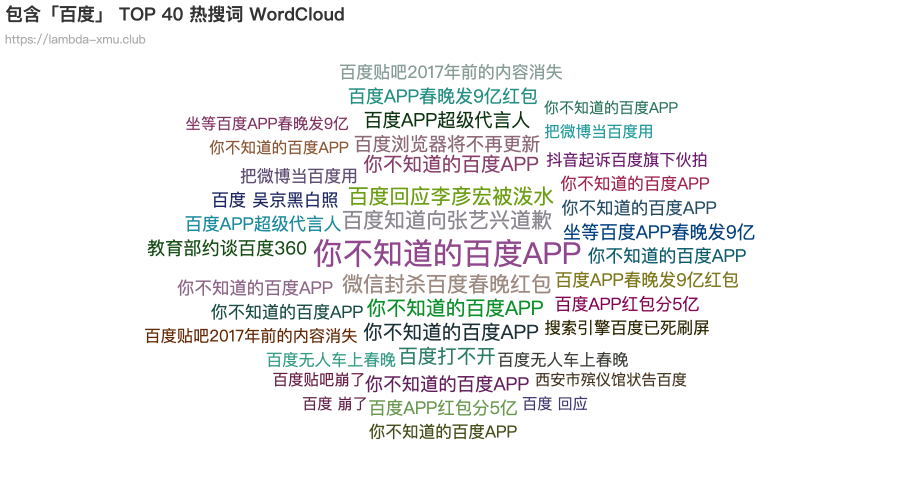 包含「百度」 TOP 40 热搜词 WordCloud
https://lambda-xmu.club
百度贴吧2017年前的内容消失
百度APP春晚发9亿红包
你不知道的百度APP
坐等百度APP春晚发9亿
百度APP超级代言人
把微博当百度用
你不知道的百度APP
百度浏览器将不再更新
抖音起诉百度旗下伙拍
你不知道的百度APP
把微博当百度用
你不知道的百度APP
百度 吴京黑白照
百度回应李彦宏被泼水
你不知道的百度APP
百度APP超级代言人
百度知道向张艺兴道歉
坐等百度APP春晚发9亿
教育部约谈百度360
你不知道的百度APP
你不知道的百度APP
你不知道的百度APP
微信封杀百度春晚红包
百度APP春晚发9亿红包
你不知道的百度APP
你不知道的百度APP
百度APP红包分5亿
百度贴吧2017年前的内容消失
你不知道的百度APP
搜索引擎百度已死刷屏
百度无人车上春晚
百度打不开
百度无人车上春晚
百度贴吧崩了
你不知道的百度APP
西安市殡仪馆状告百度
百度 崩了
百度APP红包分5亿
百度 回应
你不知道的百度APP